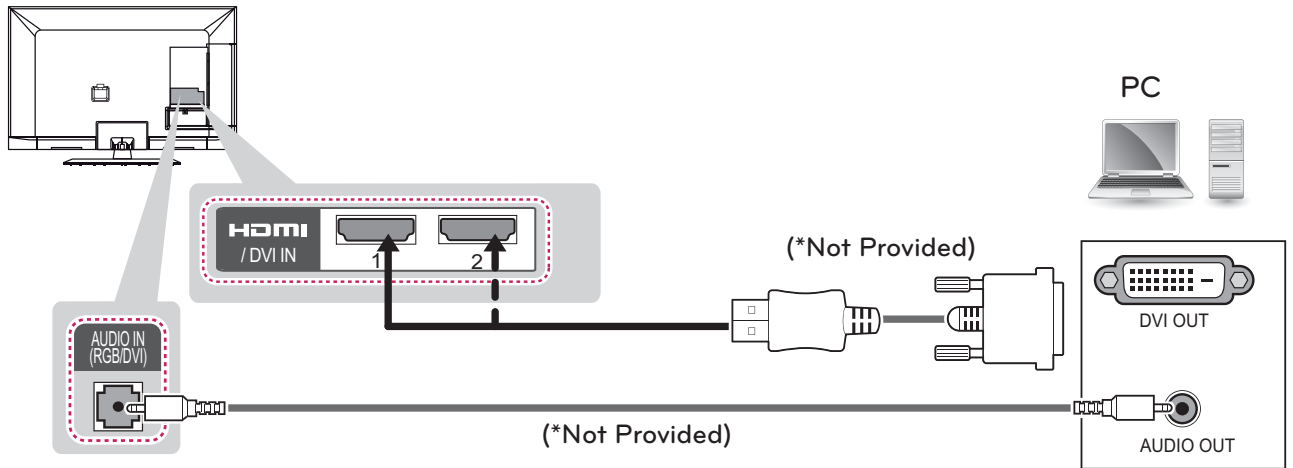 PC
HDMI
/ DVI IN
1
2
(*Not Provided)
DVI OUT
AUDIO IN
(RGB/DVI)
(*Not Provided)
AUDIO OUT